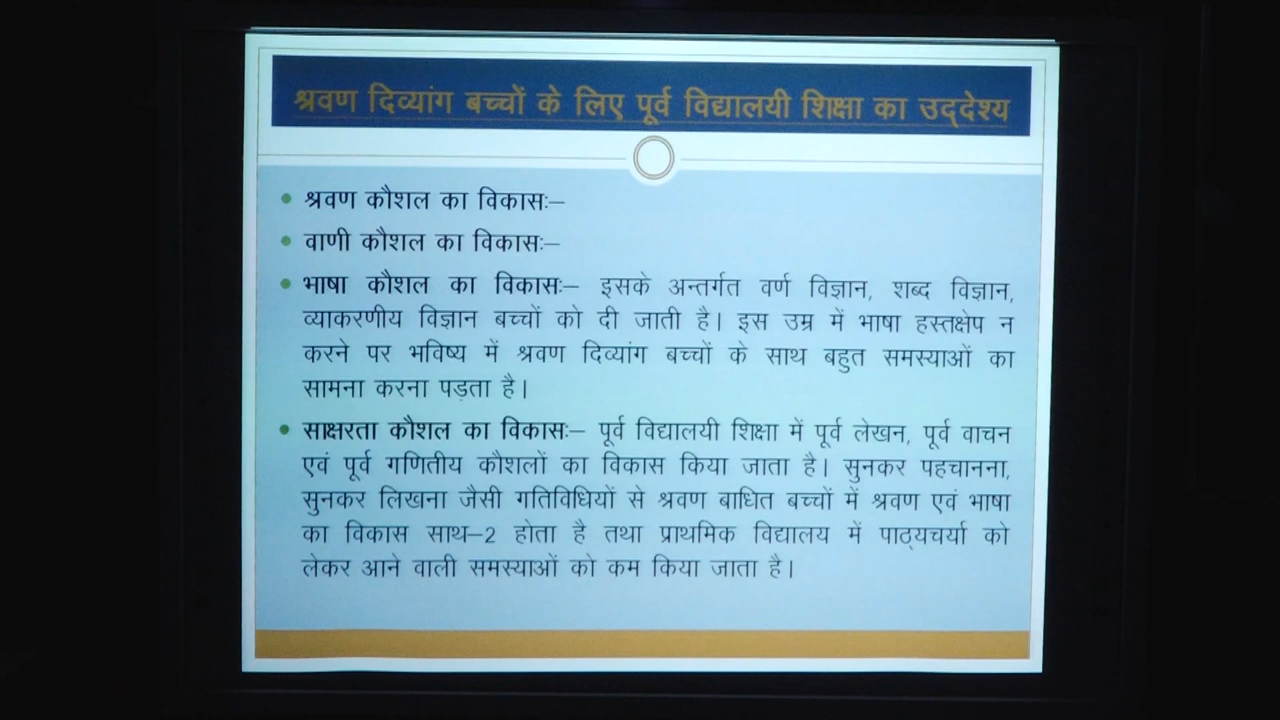 श्रवण दिव्यांग बच्चों के लिए पूर्व विद्यालयी शिक्षा का उद्देश्य
श्रवण कौशल का विकासः–
वाणी कौशल का विकासः–
भाषा कौशल का विकासः– इसके अन्तर्गत वर्ण विज्ञान, शब्द विज्ञान,
व्याकरणीय विज्ञान बच्चों को दी जाती है। इस उम्र में भाषा हस्तक्षेप न
करने पर भविष्य में श्रवण दिव्यांग बच्चों के साथ बहुत समस्याओं का
सामना करना पड़ता है।
साक्षरता कौशल का विकासः– पूर्व विद्यालयी शिक्षा में पूर्व लेखन, पूर्व वाचन
एवं पूर्व गणितीय कौशलों का विकास किया जाता है। सुनकर पहचानना,
सुनकर लिखना जैसी गतिविधियों से श्रवण बाधित बच्चों में श्रवण एवं भाषा
का विकास साथ–2 होता है तथा प्राथमिक विद्यालय में पाठ्यचर्या को
लेकर आने वाली समस्याओं को कम किया जाता है।